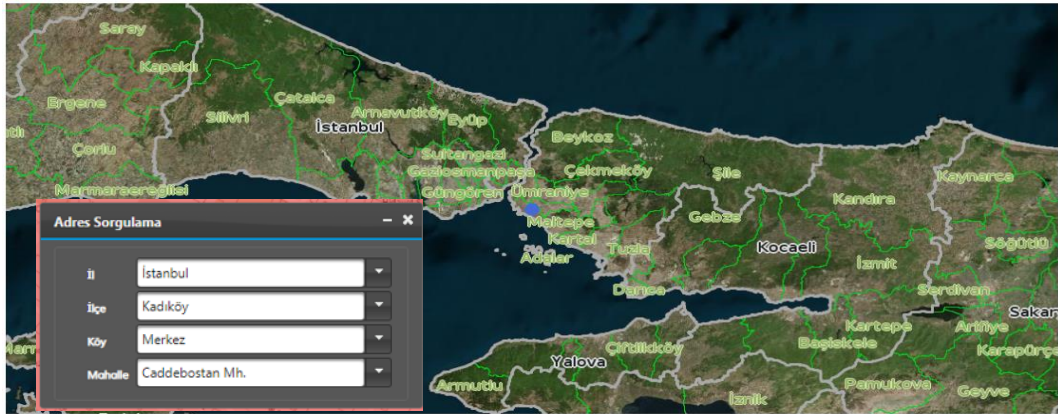 Saray
Kapaklı
Ergene
Çorlu
Marmaraereğlisi
Silivri
Çatalca
İstanbul
Arnavutköy
Eyüp
Sultangazi
Gaziosmanpaşa
Güngören
Ümraniye
Beykoz
Çekmeköy
Şile
Maltepe
Kartal
Adalar
Tuzla
Gebze
Darıca
Kocaeli
Kandıra
İzmit
Kaynarca
Söğütlü
Serdivan
Sakar
Arifiye
Karapürçe
Kartepe
Başiskele
Pamukova
Geyve
Yalova
Çiftlikköy
Armutlu
İznik
Adres Sorgulama
İl İstanbul
İlçe Kadıköy
Köy Merkez
Mahalle Caddebostan Mh.